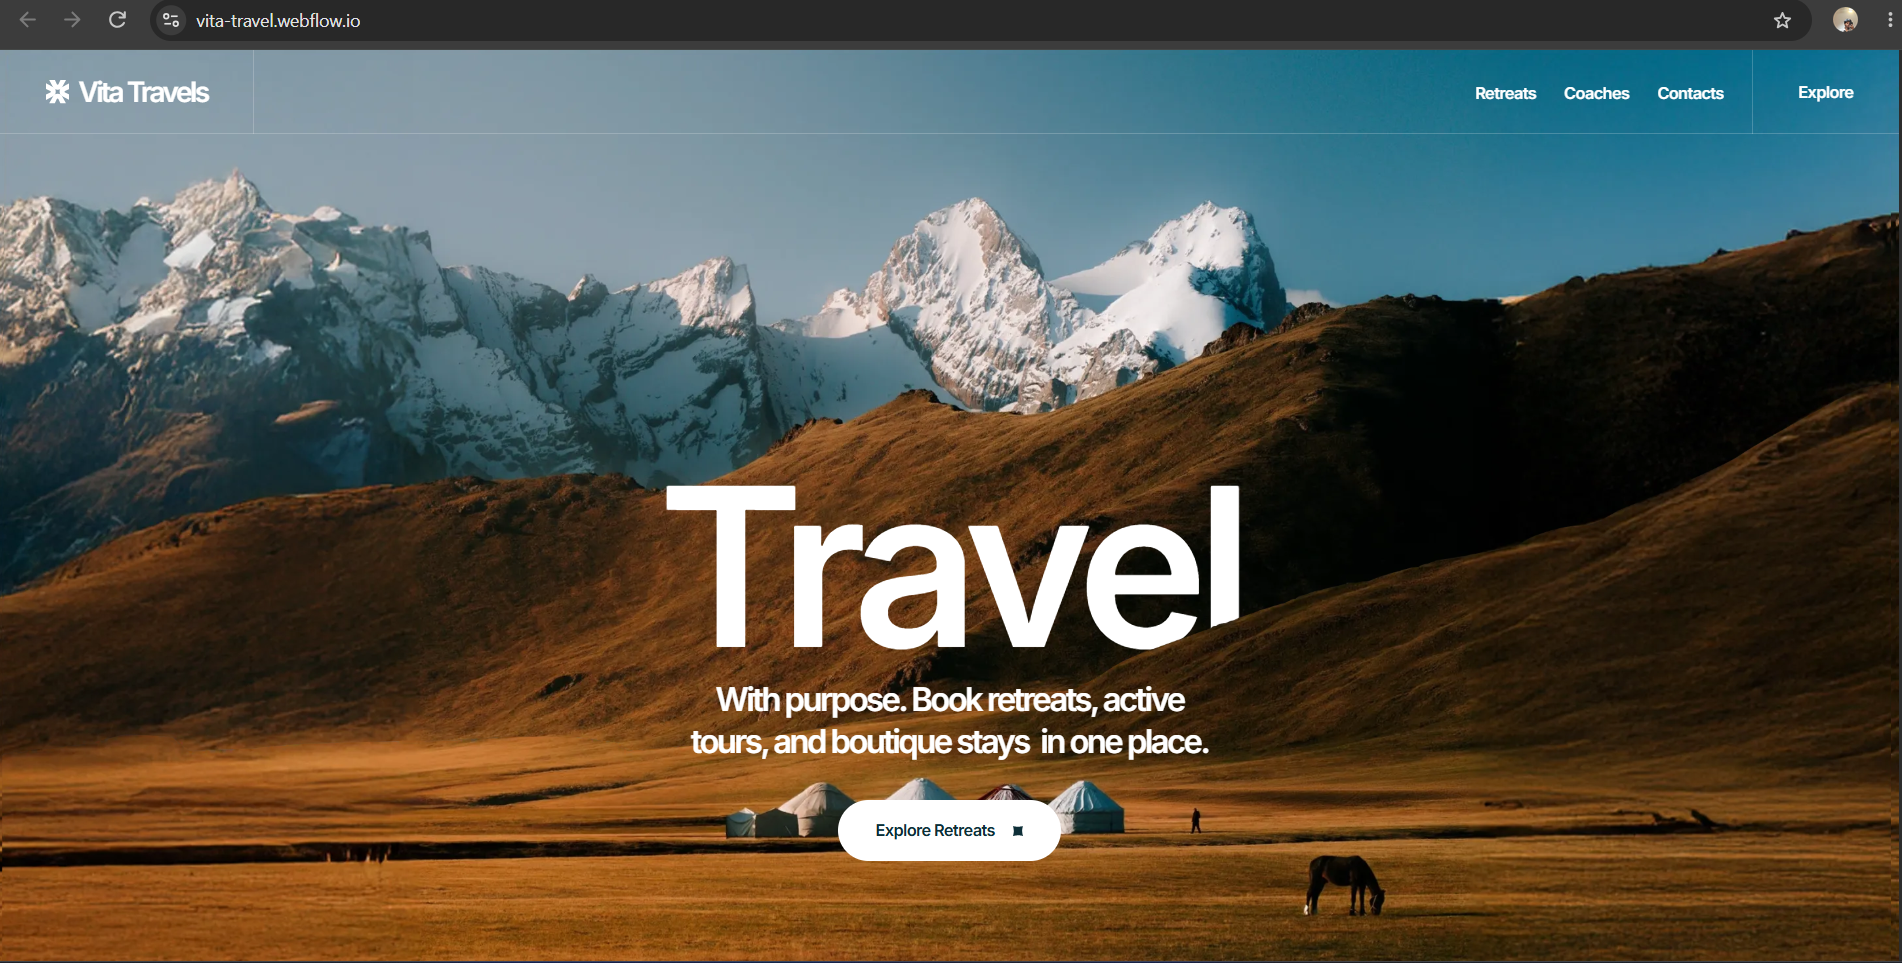 vita-travel.webflow.io
Vita Travels
Retreats Coaches Contacts Explore
Travel
With purpose. Book retreats, active
tours, and boutique stays in one place.
Explore Retreats